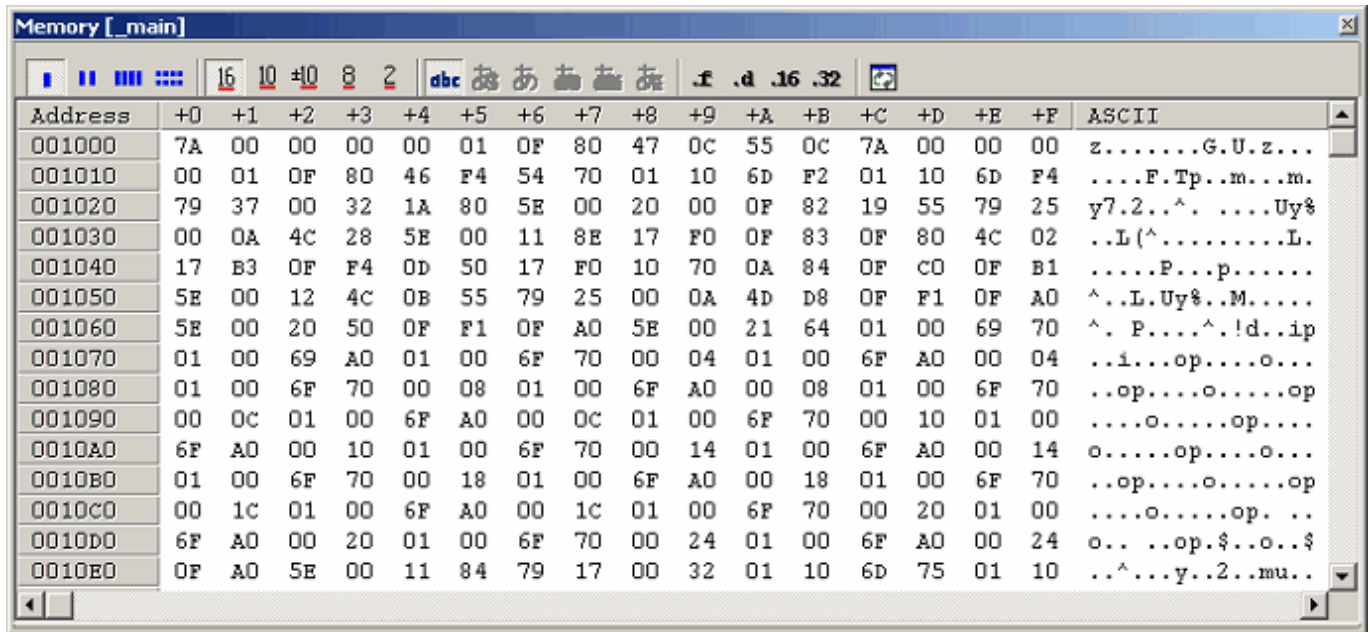 Memory [_main]
16 10 ±10 8 2 abc あ .f .d .16 .32
Address +0 +1 +2 +3 +4 +5 +6 +7 +8 +9 +A +B +C +D +E +F ASCII
001000 7A 00 00 00 00 01 0F 80 47 0C 55 0C 7A 00 00 00 z.......G.U.z...
001010 00 01 0F 80 46 F4 54 70 01 10 6D F2 01 10 6D F4 ....F.Tp..m...m.
001020 79 37 00 32 1A 80 5E 00 20 00 0F 82 19 55 79 25 y7.2..^. ....Uy%
001030 00 0A 4C 28 5E 00 11 8E 17 F0 0F 83 0F 80 4C 02 ..L(^.........L.
001040 17 B3 0F F4 0D 50 17 F0 10 70 0A 84 0F C0 0F B1 .....P...p......
001050 5E 00 12 4C 0B 55 79 25 00 0A 4D D8 0F F1 0F A0 ^..L.Uy%..M.....
001060 5E 00 20 50 0F F1 0F A0 5E 00 21 64 01 00 69 70 ^. P....^.!d..ip
001070 01 00 69 A0 01 00 6F 70 00 04 01 00 6F A0 00 04 ..i...op....o...
001080 01 00 6F 70 00 08 01 00 6F A0 00 08 01 00 6F 70 ..op....o.....op
001090 00 0C 01 00 6F A0 00 0C 01 00 6F 70 00 10 01 00 ....o.....op....
0010A0 6F A0 00 10 01 00 6F 70 00 14 01 00 6F A0 00 14 o.....op....o...
0010B0 01 00 6F 70 00 18 01 00 6F A0 00 18 01 00 6F 70 ..op....o.....op
0010C0 00 1C 01 00 6F A0 00 1C 01 00 6F 70 00 20 01 00 ....o.....op. ..
0010D0 6F A0 00 20 01 00 6F 70 00 24 01 00 6F A0 00 24 o.. ..op.$..o..$
0010E0 0F A0 5E 00 11 84 79 17 00 32 01 10 6D 75 01 10 ..^...y..2..mu..